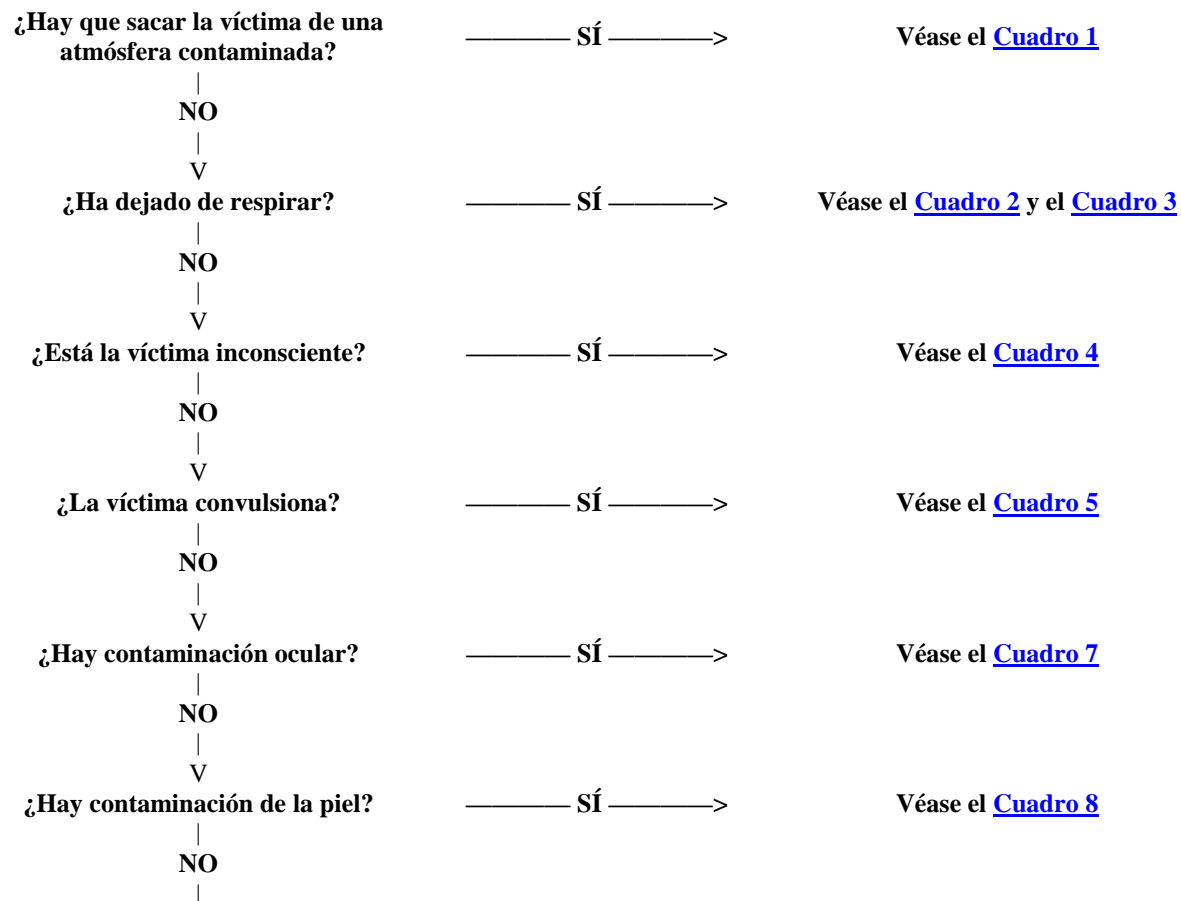 ¿Hay que sacar la víctima de una
atmósfera contaminada?
————— SÍ —————>
Véase el Cuadro 1
|
NO
|
V
¿Ha dejado de respirar?
————— SÍ —————>
Véase el Cuadro 2 y el Cuadro 3
|
NO
|
V
¿Está la víctima inconsciente?
————— SÍ —————>
Véase el Cuadro 4
|
NO
|
V
¿La víctima convulsiona?
————— SÍ —————>
Véase el Cuadro 5
|
NO
|
V
¿Hay contaminación ocular?
————— SÍ —————>
Véase el Cuadro 7
|
NO
|
V
¿Hay contaminación de la piel?
————— SÍ —————>
Véase el Cuadro 8
|
NO
|